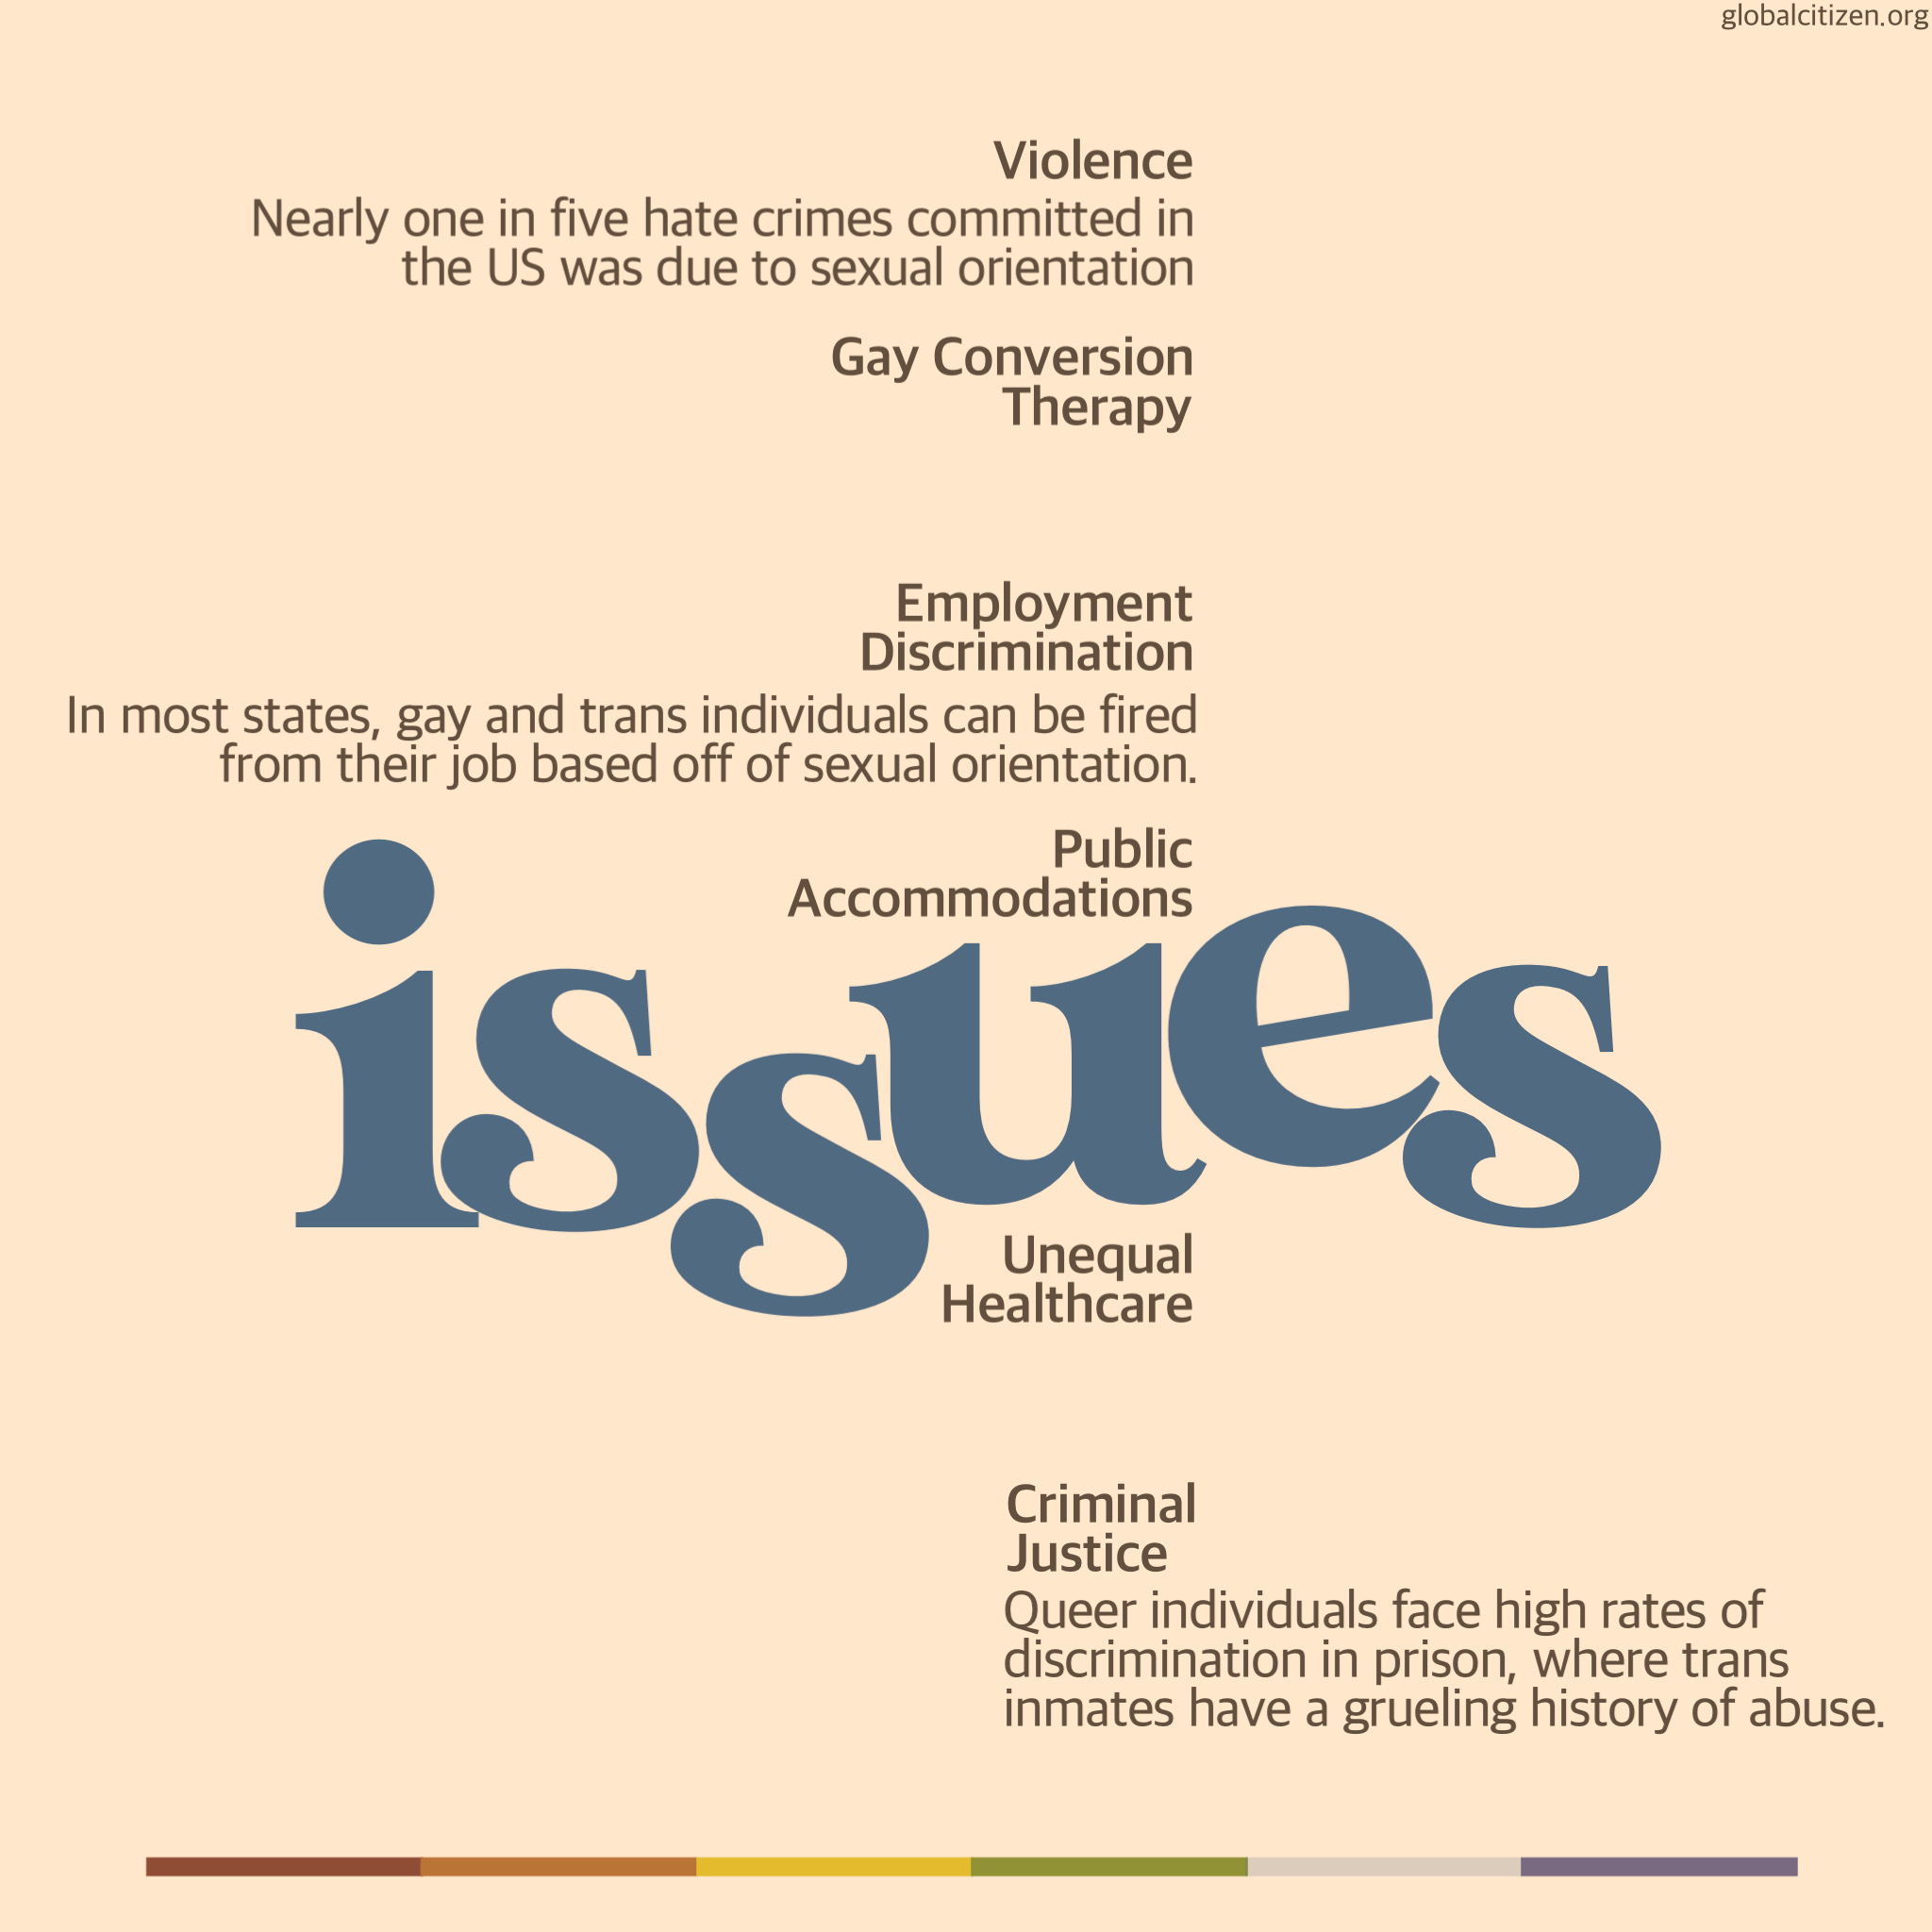 globalcitizen.org
Violence
Nearly one in five hate crimes committed in
the US was due to sexual orientation
Gay Conversion
Therapy
Employment
Discrimination
In most states, gay and trans individuals can be fired
from their job based off of sexual orientation.
Public
Accommodations
issues
Unequal
Healthcare
Criminal
Justice
Queer individuals face high rates of
discrimination in prison, where trans
inmates have a grueling history of abuse.